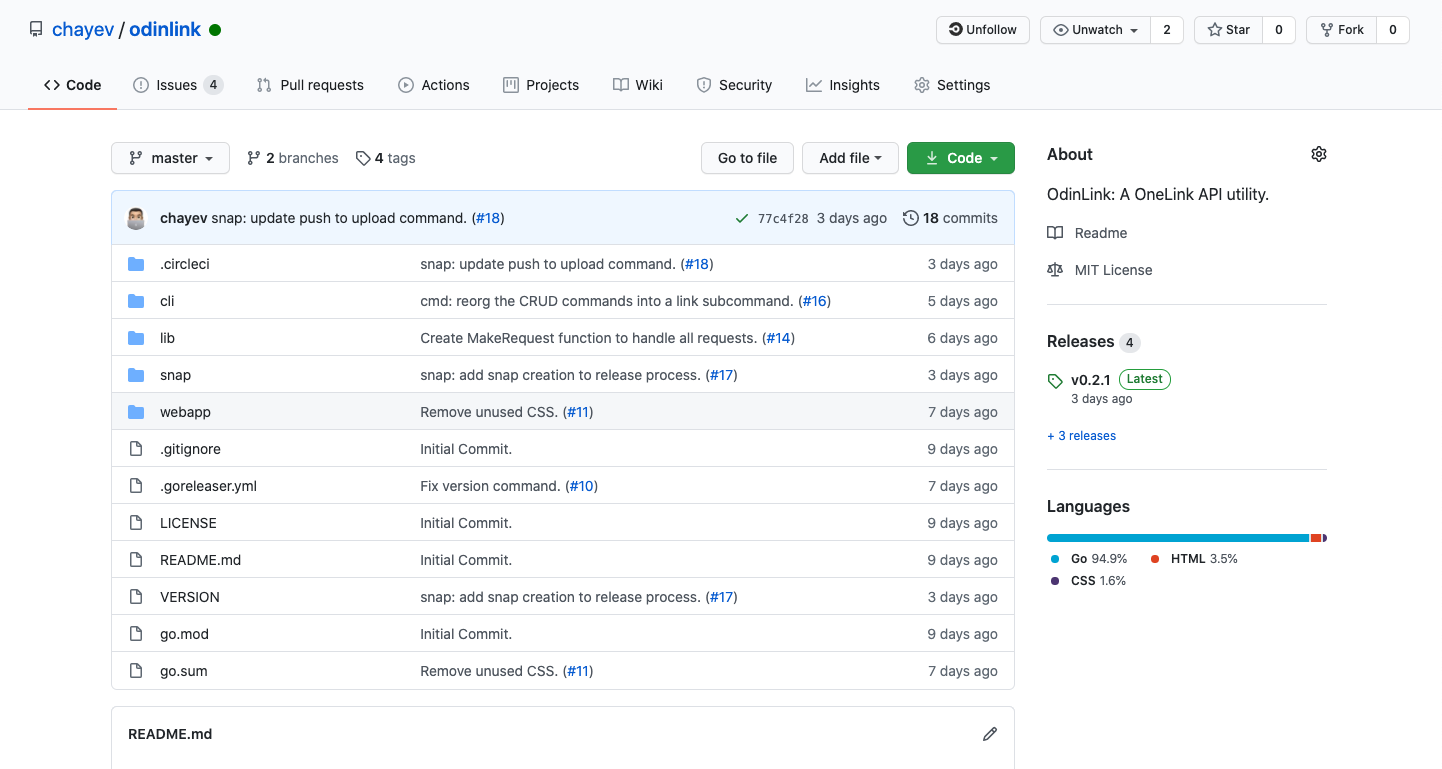 chayev / odinlink
Unfollow
Unwatch 2
Star 0
Fork 0
Code
Issues 4
Pull requests
Actions
Projects
Wiki
Security
Insights
Settings
master
2 branches
4 tags
Go to file
Add file
Code
chayev snap: update push to upload command. (#18) 77c4f28 3 days ago 18 commits
.circleci snap: update push to upload command. (#18) 3 days ago
cli cmd: reorg the CRUD commands into a link subcommand. (#16) 5 days ago
lib Create MakeRequest function to handle all requests. (#14) 6 days ago
snap snap: add snap creation to release process. (#17) 3 days ago
webapp Remove unused CSS. (#11) 7 days ago
.gitignore Initial Commit. 9 days ago
.goreleaser.yml Fix version command. (#10) 7 days ago
LICENSE Initial Commit. 9 days ago
README.md Initial Commit. 9 days ago
VERSION snap: add snap creation to release process. (#17) 3 days ago
go.mod Initial Commit. 9 days ago
go.sum Remove unused CSS. (#11) 7 days ago
README.md
About
OdinLink: A OneLink API utility.
Readme
MIT License
Releases 4
v0.2.1 Latest
3 days ago
+ 3 releases
Languages
Go 94.9% HTML 3.5%
CSS 1.6%